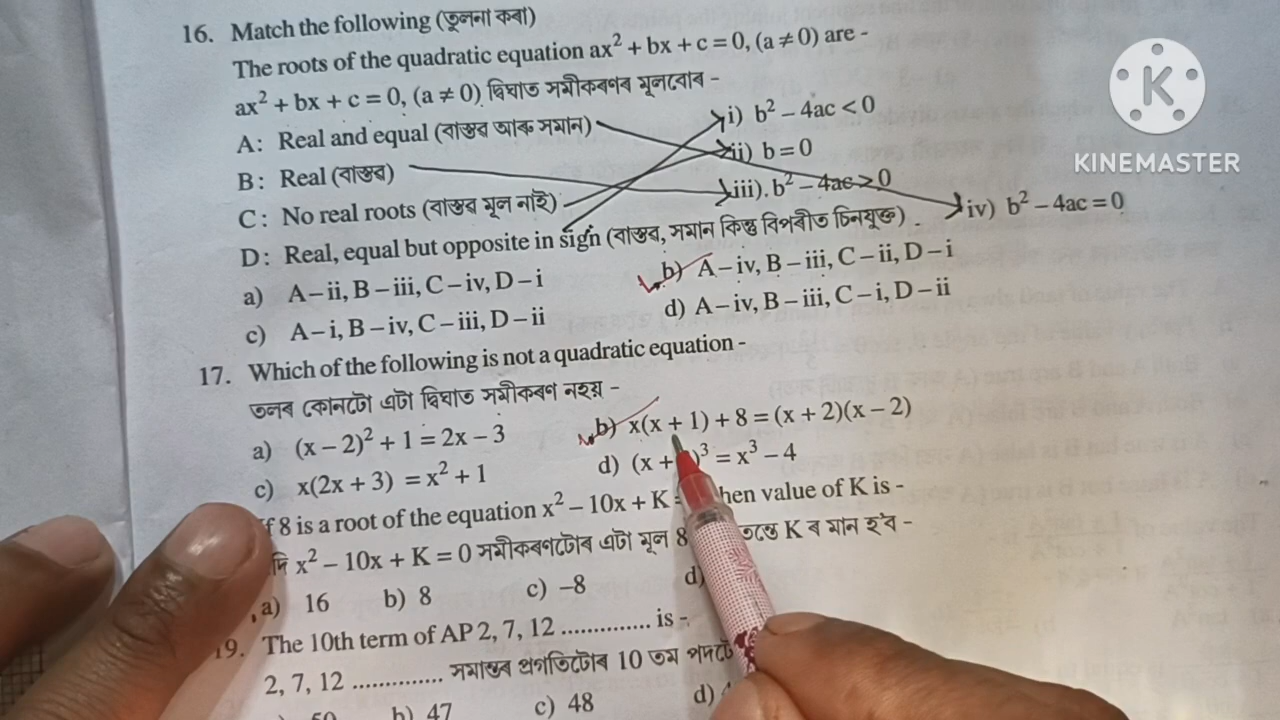 16. Match the following (তুলনা কৰা)
The roots of the quadratic equation ax² + bx + c = 0, (a ≠ 0) are -
ax² + bx + c = 0, (a ≠ 0) দ্বিঘাত সমীকৰণৰ মূলবোৰ –
A: Real and equal (বাস্তৱ আৰু সমান) i) b² – 4ac < 0
B: Real (বাস্তৱ) ii) b = 0
C: No real roots (বাস্তৱ মূল নাই) iii). b² – 4ac > 0
D: Real, equal but opposite in sign (বাস্তৱ, সমান কিন্তু বিপৰীত চিনযুক্ত) . iv) b² – 4ac = 0
a) A – ii, B – iii, C – iv, D – i b) A – iv, B – iii, C – ii, D – i
c) A – i, B – iv, C – iii, D – ii d) A – iv, B – iii, C – i, D – ii
17. Which of the following is not a quadratic equation -
তলৰ কোনটো এটা দ্বিঘাত সমীকৰণ নহয় –
a) (x – 2)² + 1 = 2x – 3 b) x(x + 1) + 8 = (x + 2)(x – 2)
c) x(2x + 3) = x² + 1 d) (x + )³ = x³ – 4
8 is a root of the equation x² – 10x + K value of K is -
x² – 10x + K = 0 সমীকৰণটোৰ এটা মূল 8 K ৰ মান হ'ব –
a) 16 b) 8 c) –8 d)
19. The 10th term of AP 2, 7, 12 .............. is -
2, 7, 12 .............. সমান্তৰ প্ৰগতিটোৰ 10 তম
b) 47 c) 48 d)
K
KINEMASTER